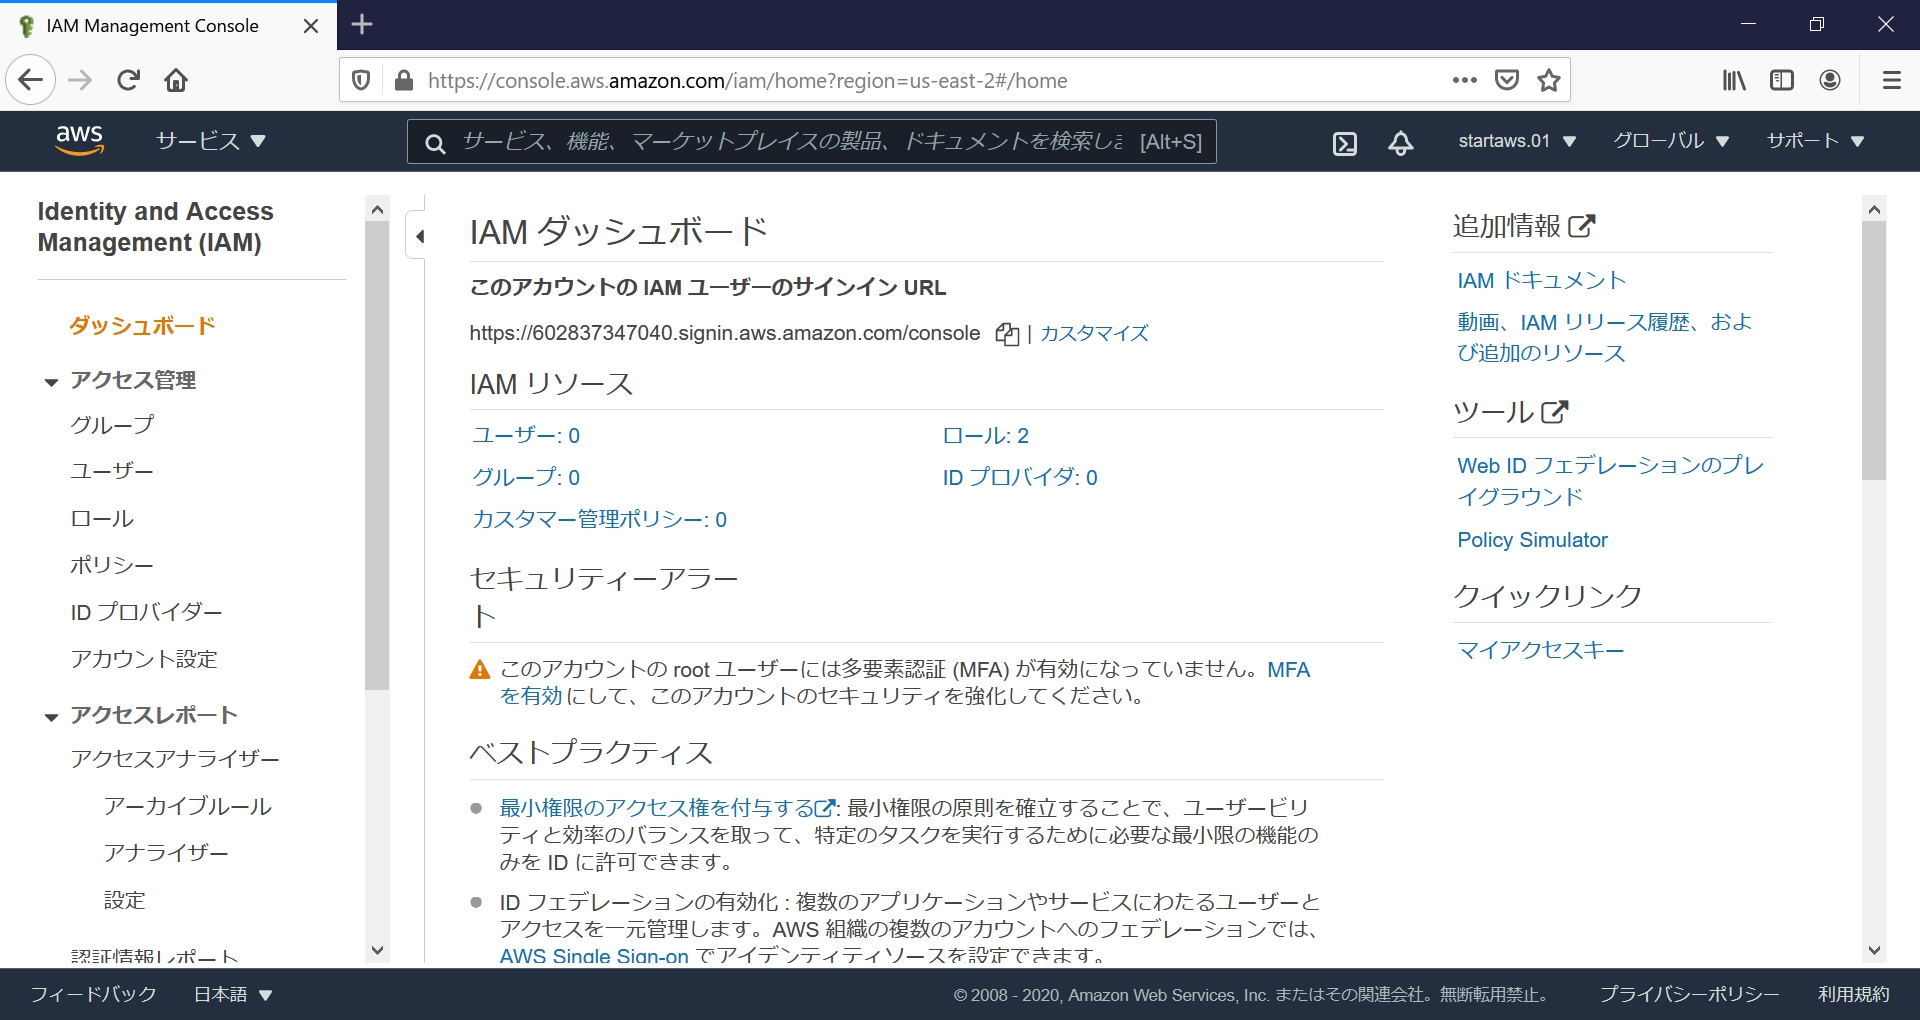 IAM Management Console
https://console.aws.amazon.com/iam/home?region=us-east-2#/home
aws
サービス
サービス、機能、マーケットプレイスの製品、ドキュメントを検索しま [Alt+S]
startaws.01
グローバル
サポート
Identity and Access
Management (IAM)
ダッシュボード
アクセス管理
グループ
ユーザー
ロール
ポリシー
ID プロバイダー
アカウント設定
アクセスレポート
アクセスアナライザー
アーカイブルール
アナライザー
設定
認証情報レポート
IAM ダッシュボード
このアカウントの IAM ユーザーのサインイン URL
https://602837347040.signin.aws.amazon.com/console | カスタマイズ
IAM リソース
ユーザー: 0
ロール: 2
グループ: 0
ID プロバイダ: 0
カスタマー管理ポリシー: 0
セキュリティーアラー
ト
このアカウントの root ユーザーには多要素認証 (MFA) が有効になっていません。MFA
を有効にして、このアカウントのセキュリティを強化してください。
ベストプラクティス
最小権限のアクセス権を付与する: 最小権限の原則を確立することで、ユーザービリ
ティと効率のバランスを取って、特定のタスクを実行するために必要な最小限の機能の
みを ID に許可できます。
ID フェデレーションの有効化 : 複数のアプリケーションやサービスにわたるユーザーと
アクセスを一元管理します。AWS 組織の複数のアカウントへのフェデレーションでは、
AWS Single Sign-on でアイデンティティソースを設定できます。
追加情報
IAM ドキュメント
動画、IAM リリース履歴、およ
び追加のリソース
ツール
Web ID フェデレーションのプレ
イグラウンド
Policy Simulator
クイックリンク
マイアクセスキー
フィードバック
日本語
© 2008 - 2020, Amazon Web Services, Inc. またはその関連会社。無断転用禁止。
プライバシーポリシー
利用規約